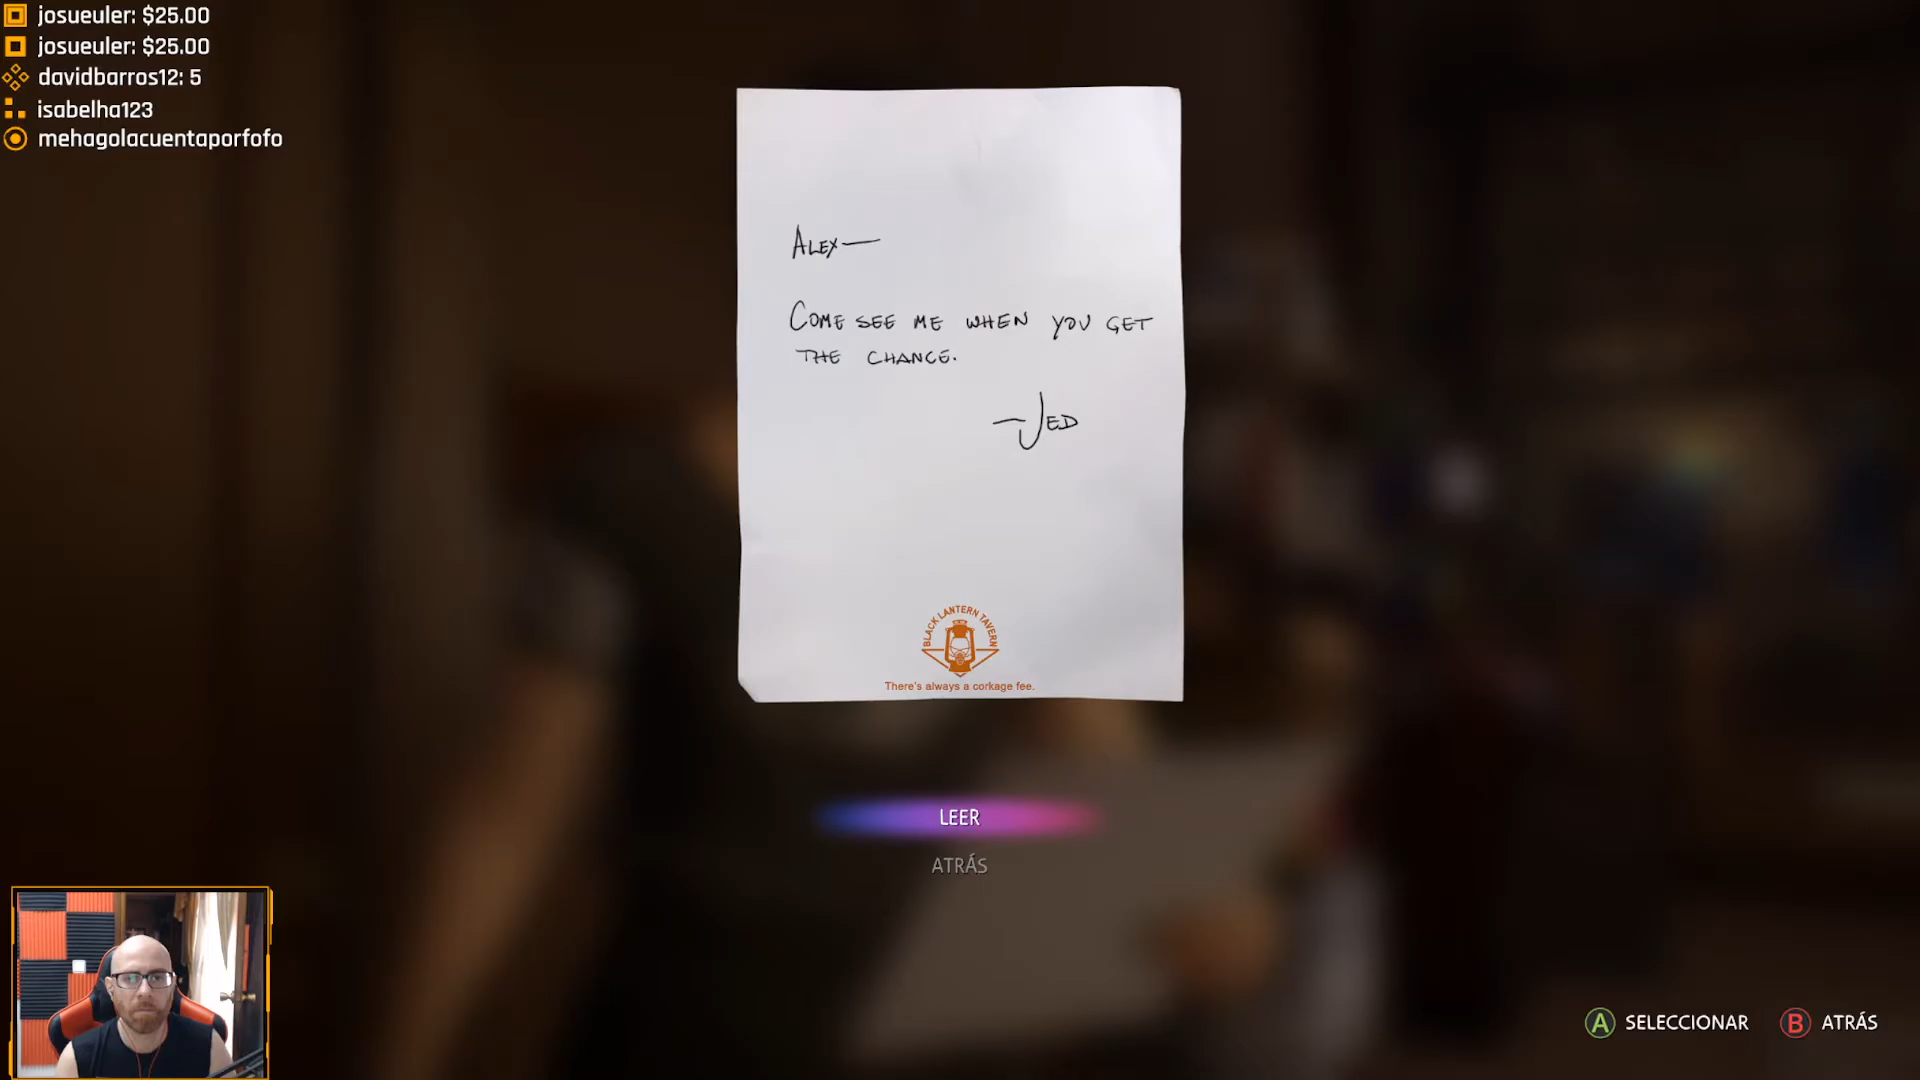 josueuler: $25.00
josueuler: $25.00
davidbarros12: 5
isabelha123
mehagolacuentaporfofo
ALEX—
COME SEE ME WHEN YOU GET
THE CHANCE.
—JED
BLACK LANTERN TAVERN
There's always a corkage fee.
LEER
ATRÁS
A SELECCIONAR B ATRÁS